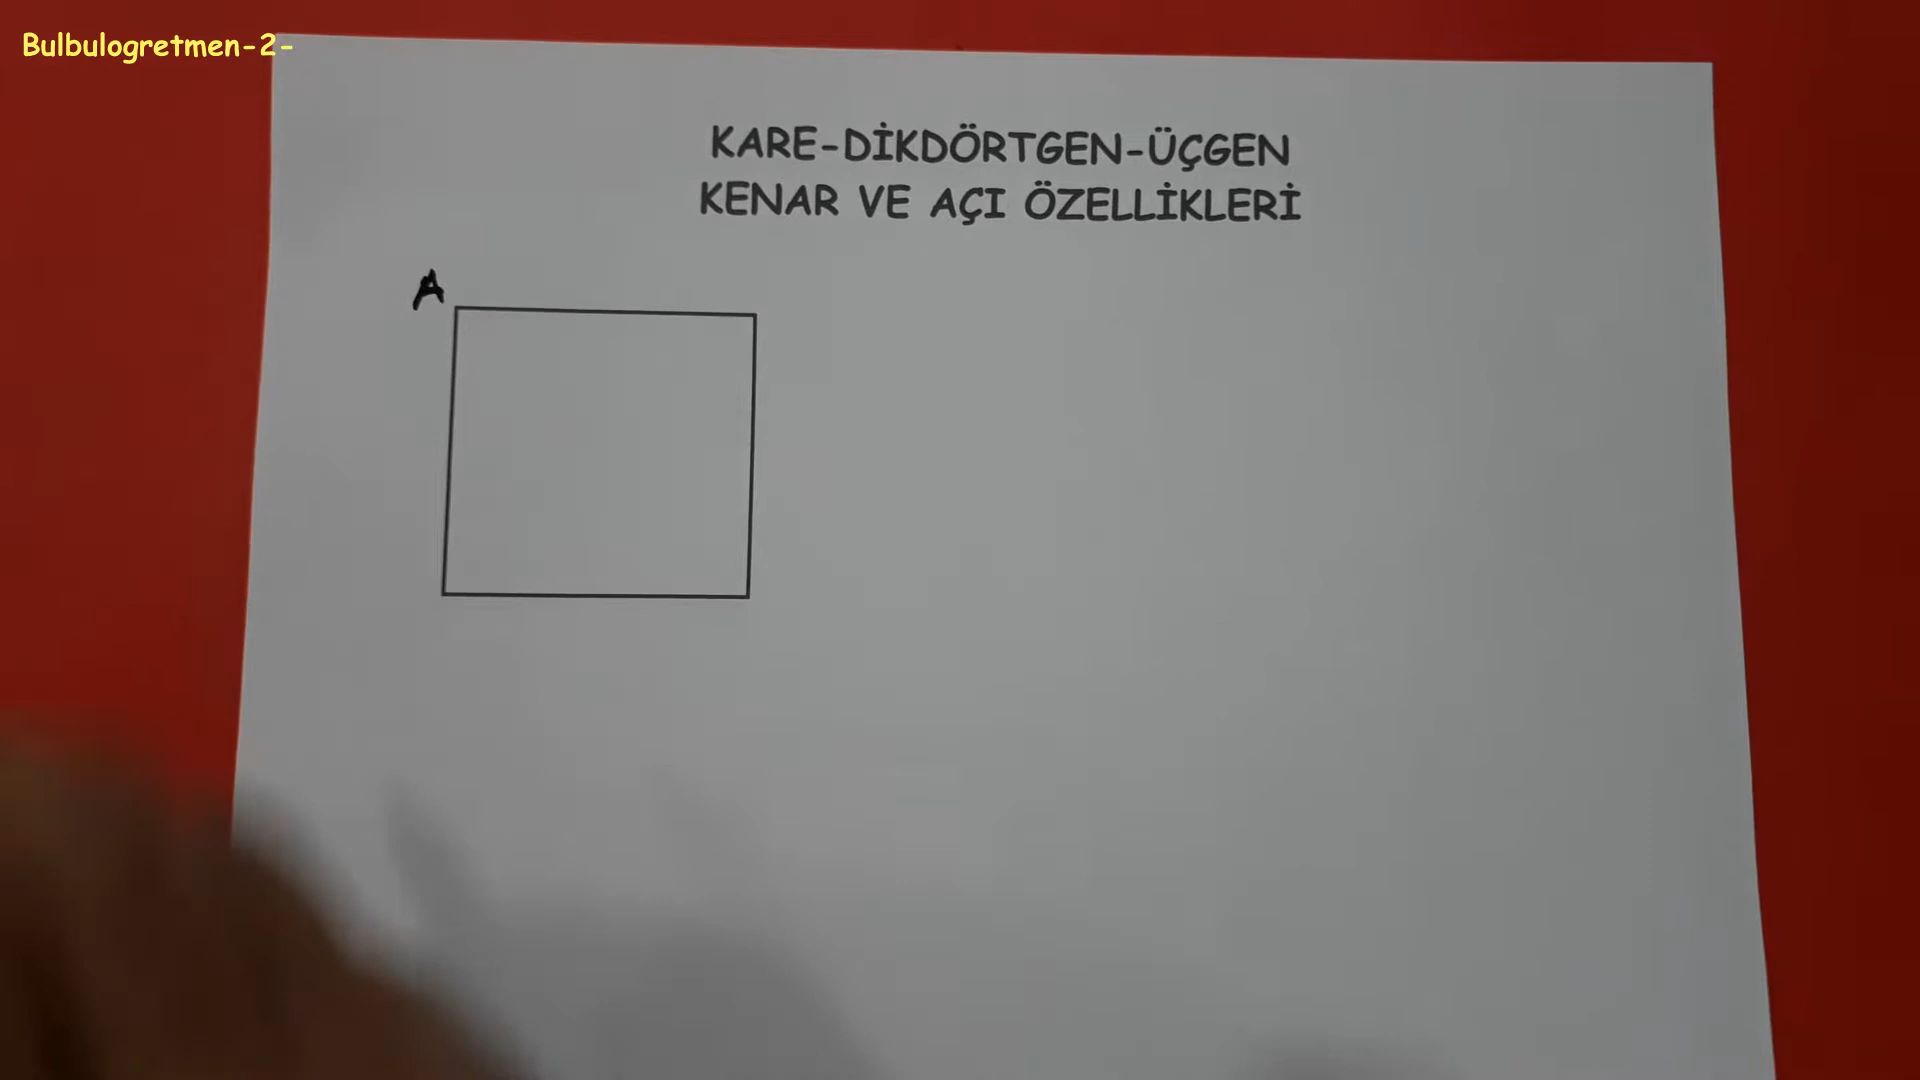 Bulbulogretmen-2-
KARE-DİKDÖRTGEN-ÜÇGEN
KENAR VE AÇI ÖZELLİKLERİ
A